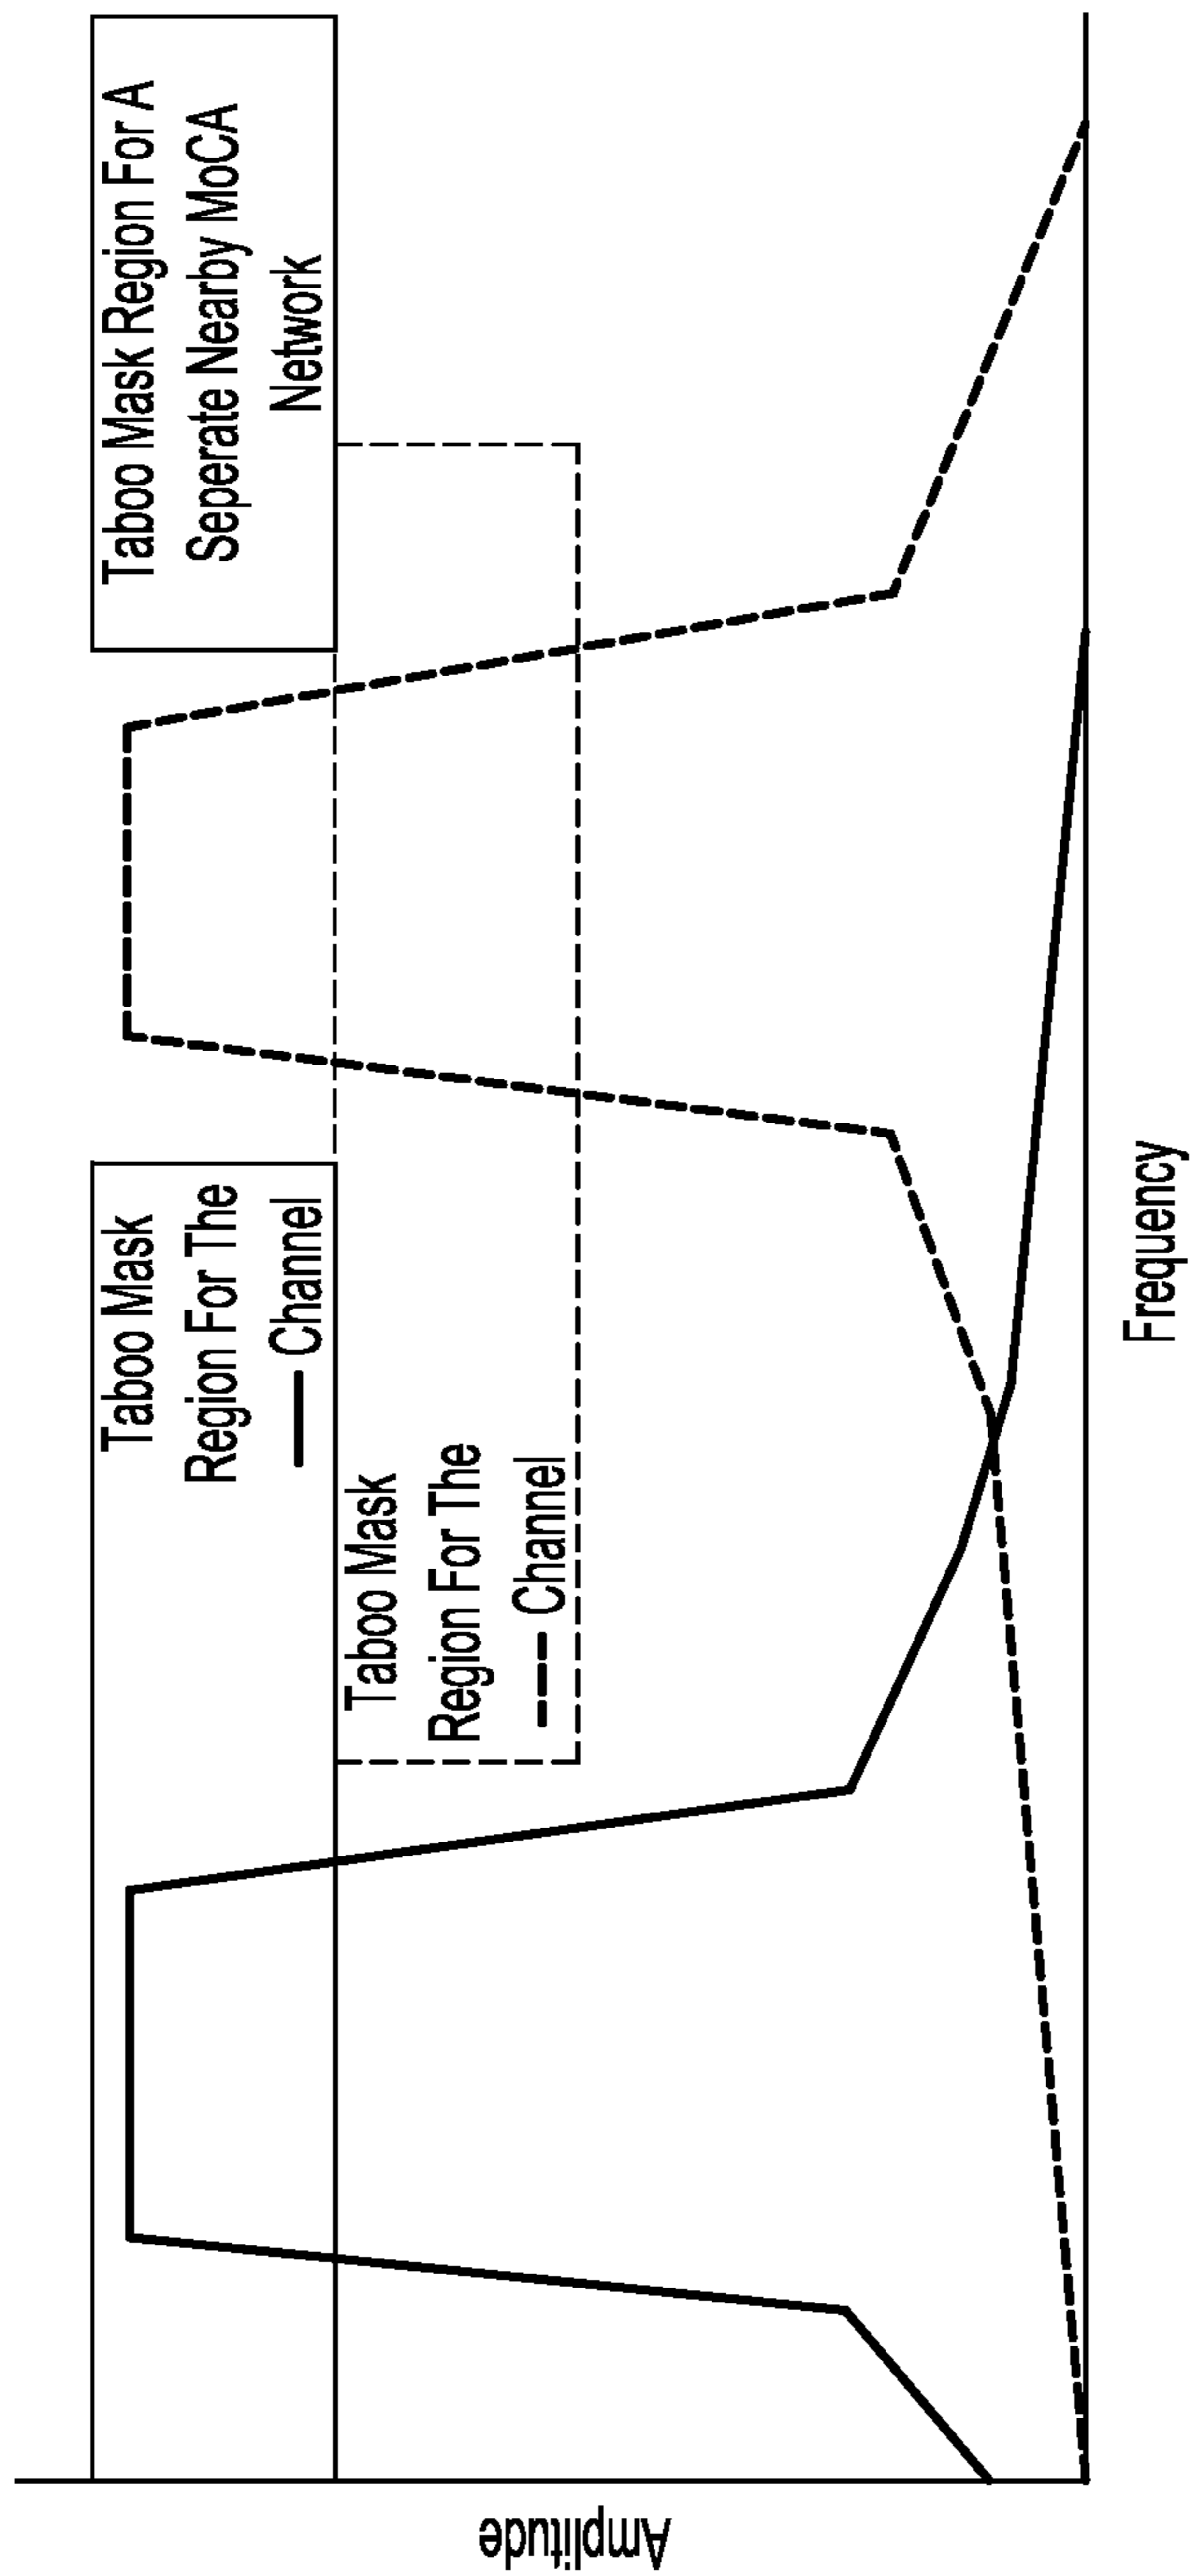 Taboo Mask
Region For The
Channel
Taboo Mask Region For A
Seperate Nearby MoCA
Network
Taboo Mask
Region For The
Channel
Amplitude
Frequency